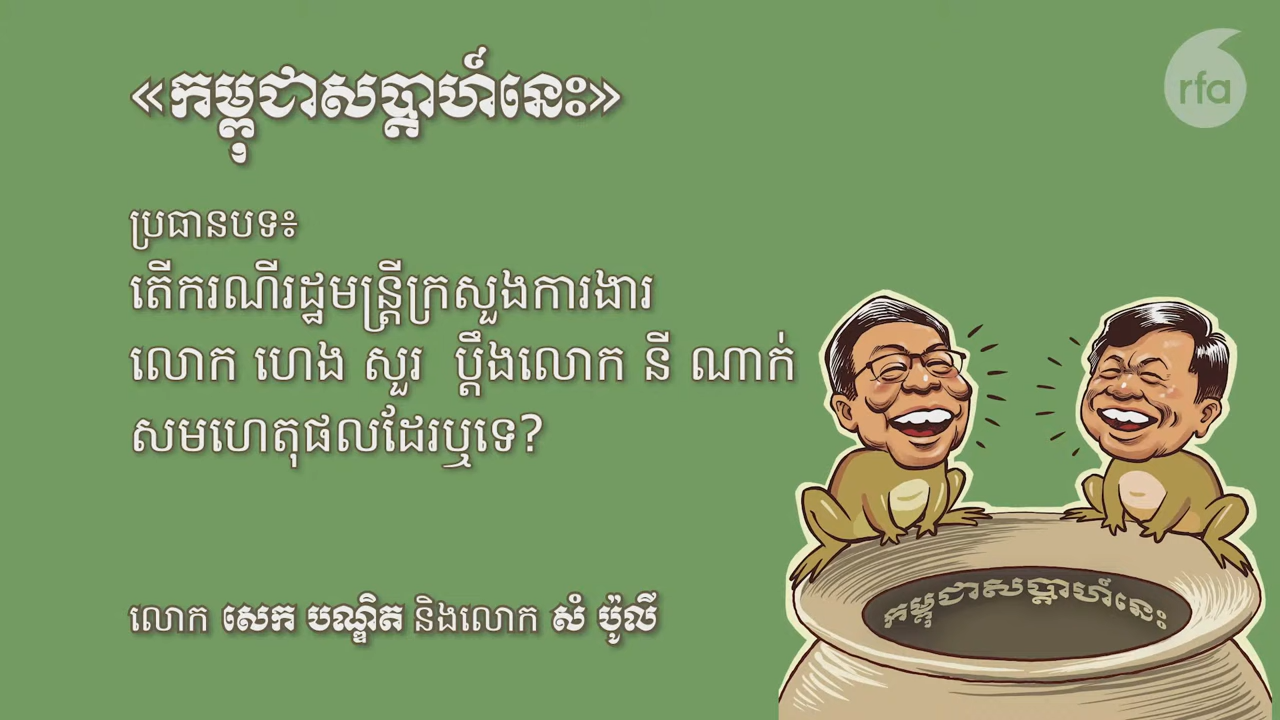 «កម្ពុជាសប្ដាហ៍នេះ»
rfa
ប្រធានបទ៖
តើករណីរដ្ឋមន្ត្រីក្រសួងការងារ
លោក ហេង សួរ ប្ដឹងលោក នី ណាក់
សមហេតុផលដែរឬទេ?
លោក សេក បណ្ឌិត និងលោក សំ ប៉ូលី
កម្ពុជាសប្ដាហ៍នេះ